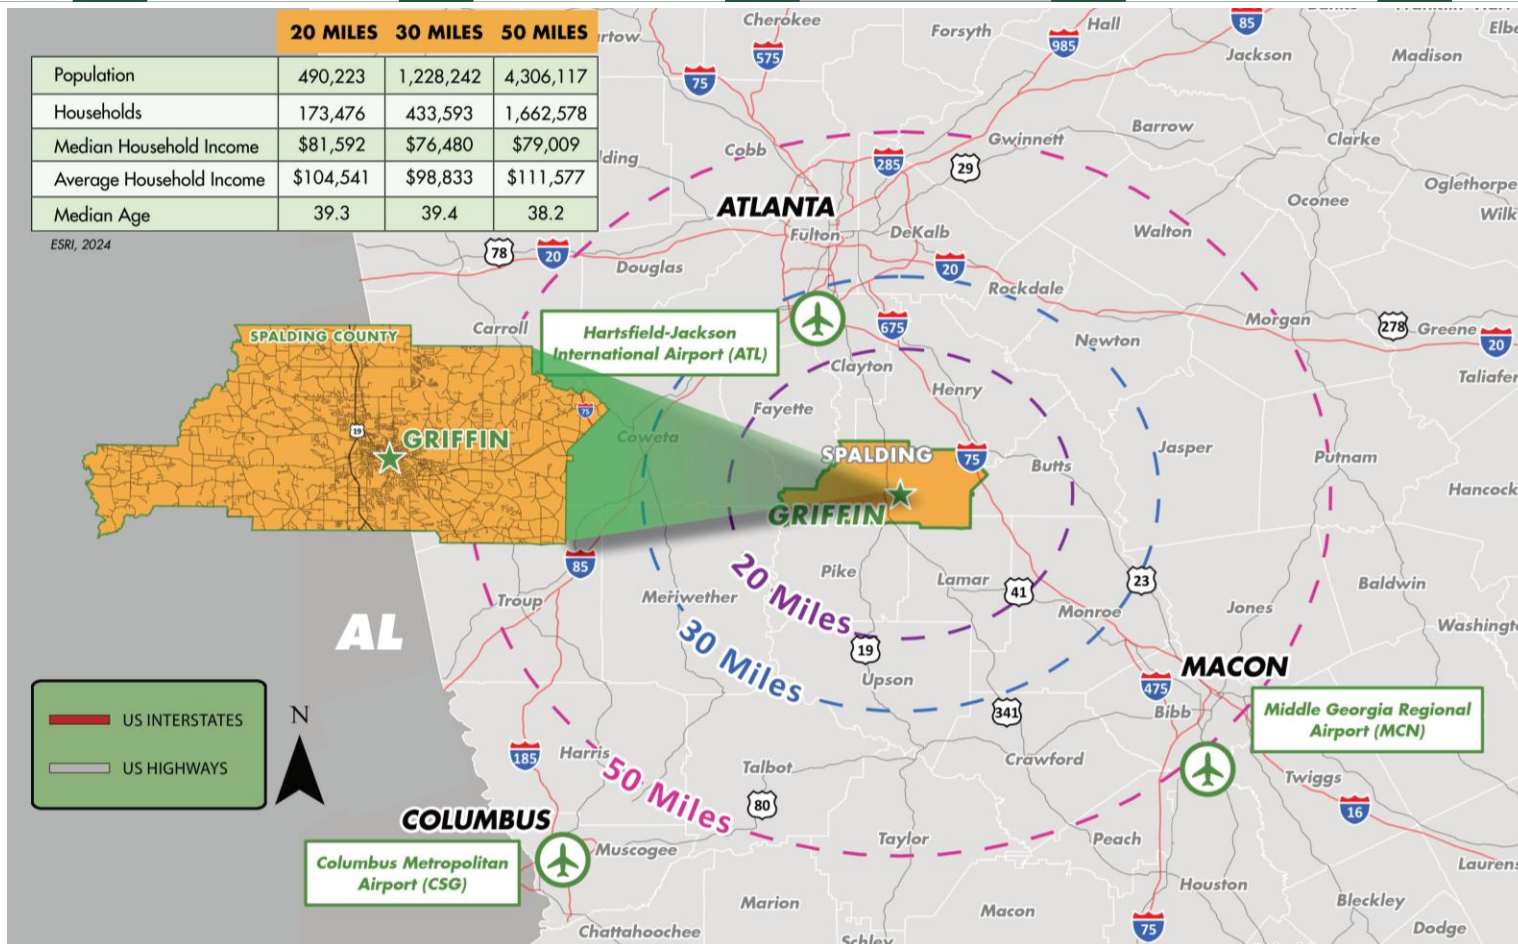 20 MILES 30 MILES 50 MILES
Population 490,223 1,228,242 4,306,117
Households 173,476 433,593 1,662,578
Median Household Income $81,592 $76,480 $79,009
Average Household Income $104,541 $98,833 $111,577
Median Age 39.3 39.4 38.2
ESRI, 2024
Cherokee
Forsyth
Hall
85
985
575
75
Jackson
Madison
Barrow
Gwinnett
Clarke
Cobb
285
29
Oglethorpe
Oconee
ATLANTA
Fulton
DeKalb
Walton
78
20
Douglas
20
Rockdale
Carroll
Hartsfield-Jackson
International Airport (ATL)
675
Morgan
278
Greene
20
Newton
Clayton
Henry
Fayette
SPALDING COUNTY
75
19
GRIFFIN
Coweta
SPALDING
75
Butts
Jasper
Putnam
Hancock
GRIFFIN
85
20 Miles
Pike
Lamar
41
23
Baldwin
Troup
Meriwether
Monroe
Jones
AL
30 Miles
19
Upson
MACON
475
341
Bibb
Middle Georgia Regional
Airport (MCN)
US INTERSTATES
US HIGHWAYS
N
185
Harris
50 Miles
Talbot
Crawford
Twiggs
80
16
COLUMBUS
Muscogee
Taylor
Peach
Columbus Metropolitan
Airport (CSG)
Houston
Bleckley
Marion
Macon
75
Dodge
Chattahoochee